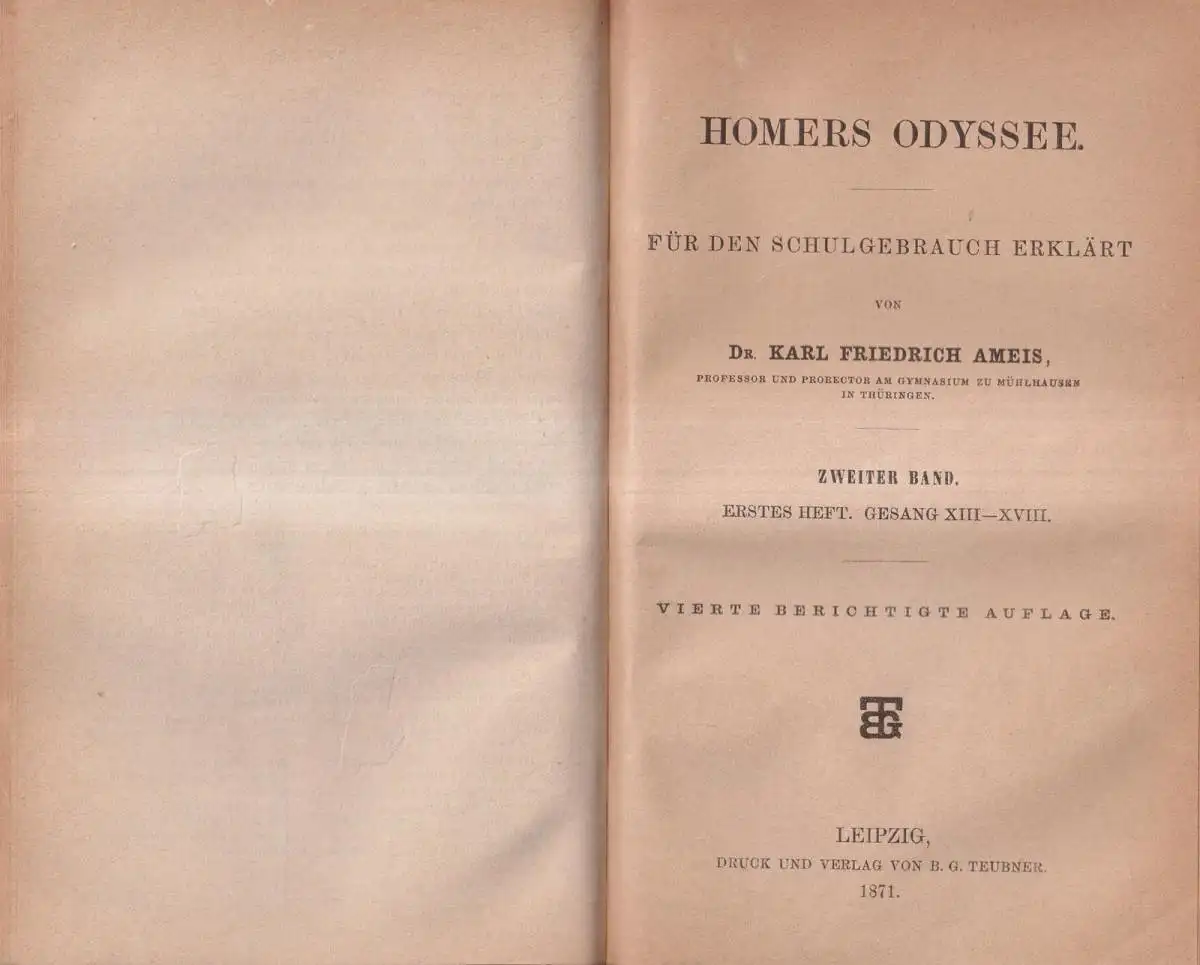 HOMERS ODYSSEE.
FÜR DEN SCHULGEBRAUCH ERKLÄRT
VON
DR. KARL FRIEDRICH AMEIS,
PROFESSOR UND PRORECTOR AM GYMNASIUM ZU MÜHLHAUSEN
IN THÜRINGEN.
ZWEITER BAND.
ERSTES HEFT. GESANG XIII—XVIII.
VIERTE BERICHTIGTE AUFLAGE.
BGT
LEIPZIG,
DRUCK UND VERLAG VON B. G. TEUBNER.
1871.